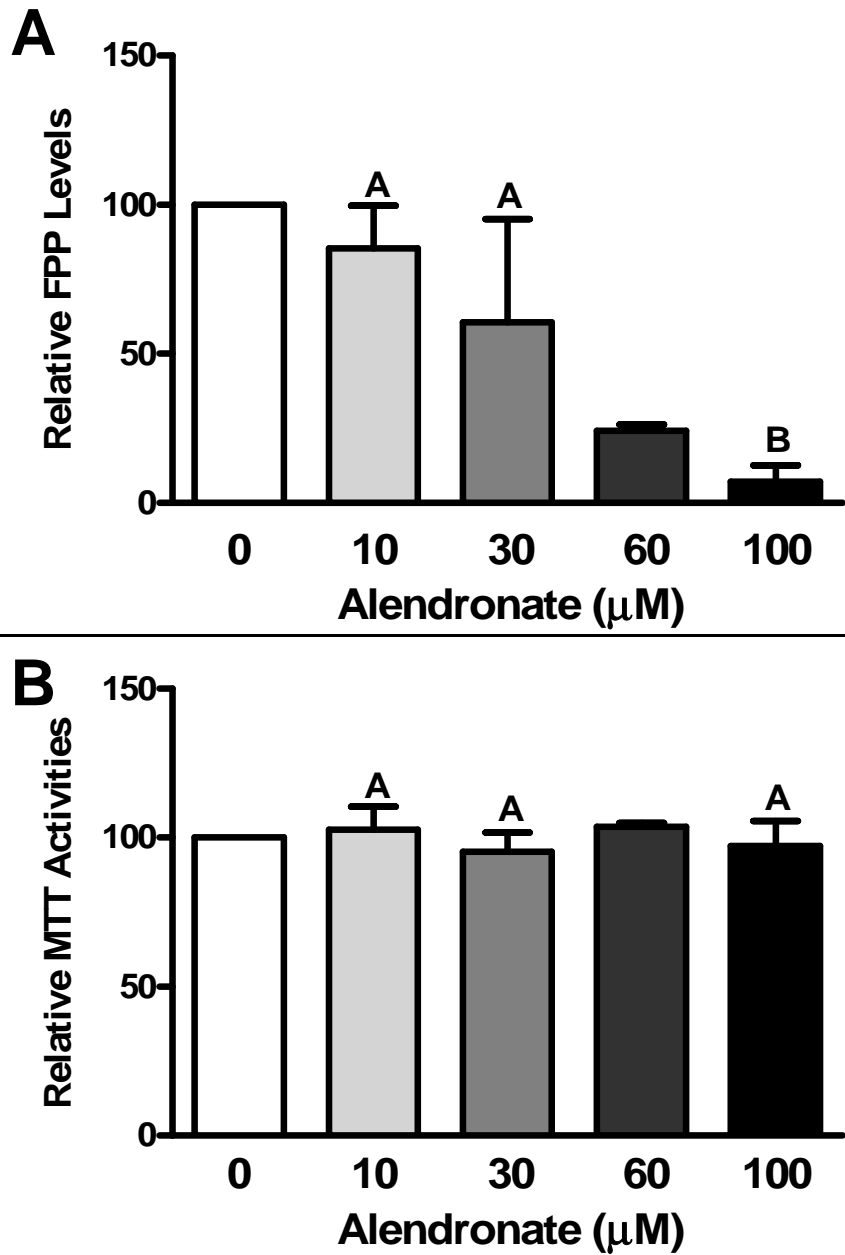 A
150
100
50
0
Relative FPP Levels
A
A
B
0 10 30 60 100
Alendronate (μM)
B
150
100
50
0
Relative MTT Activities
A
A
A
0 10 30 60 100
Alendronate (μM)